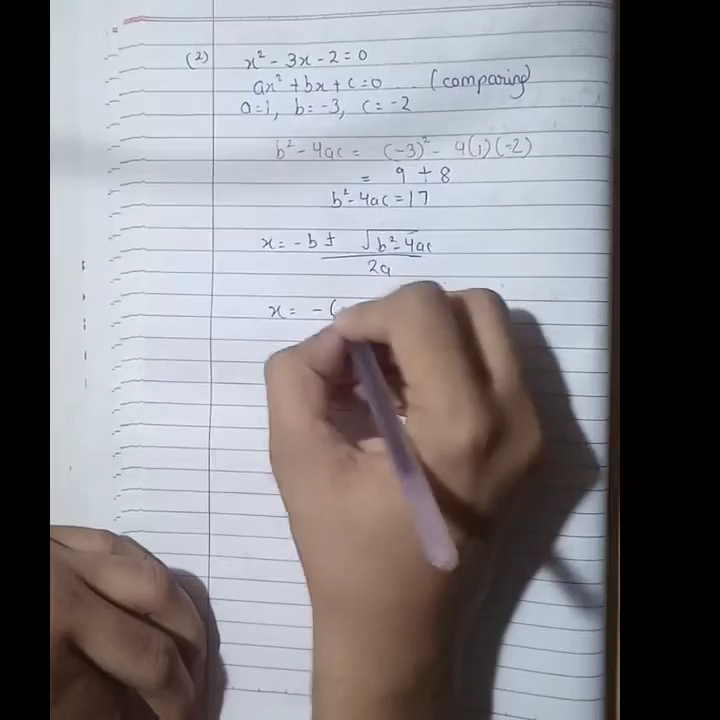 (2) x² - 3x - 2 = 0
ax² + bx + c = 0 ... (comparing)
a = 1, b = -3, c = -2
b² - 4ac = (-3)² - 4(1)(-2)
= 9 + 8
b² - 4ac = 17
x = -b ± √b² - 4ac
2a
x = - (